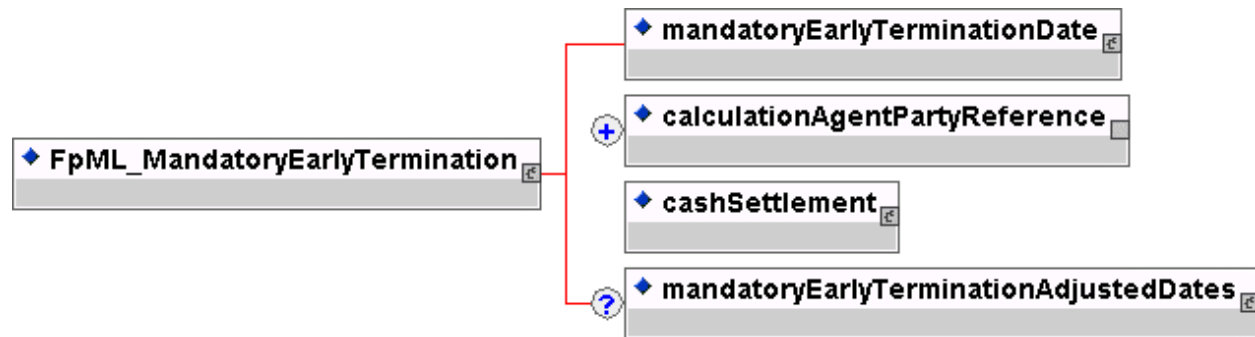 mandatoryEarlyTerminationDate
+
calculationAgentPartyReference
FpML_MandatoryEarlyTermination
cashSettlement
?
mandatoryEarlyTerminationAdjustedDates